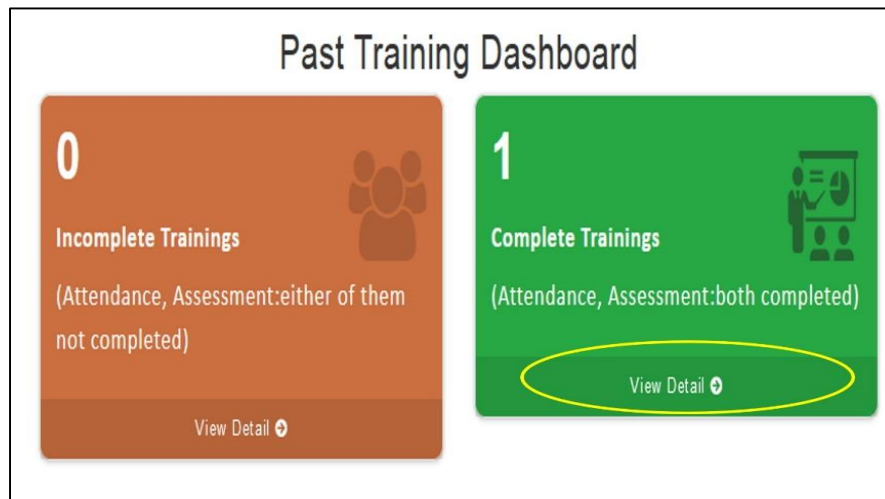 Past Training Dashboard
0
Incomplete Trainings
(Attendance, Assessment:either of them
not completed)
View Detail
1
Complete Trainings
(Attendance, Assessment:both completed)
View Detail